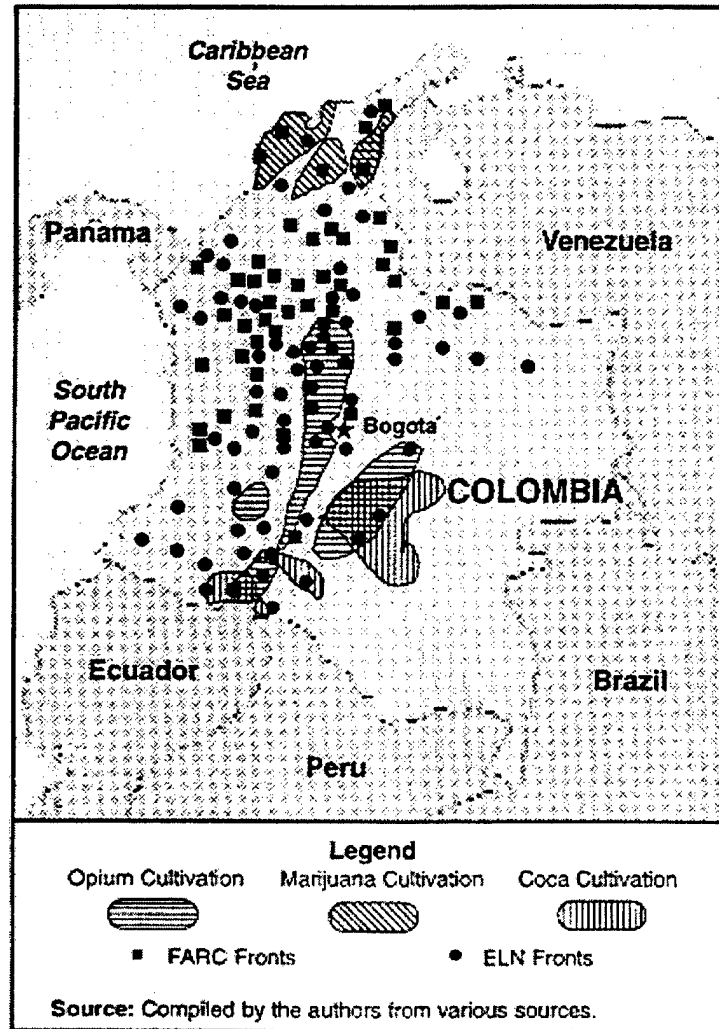 Caribbean
Sea
Panama
Venezuela
South
Pacific
Ocean
Bogotá
COLOMBIA
Ecuador
Brazil
Peru
Legend
Opium Cultivation Marijuana Cultivation Coca Cultivation
FARC Fronts ELN Fronts
Source: Compiled by the authors from various sources.